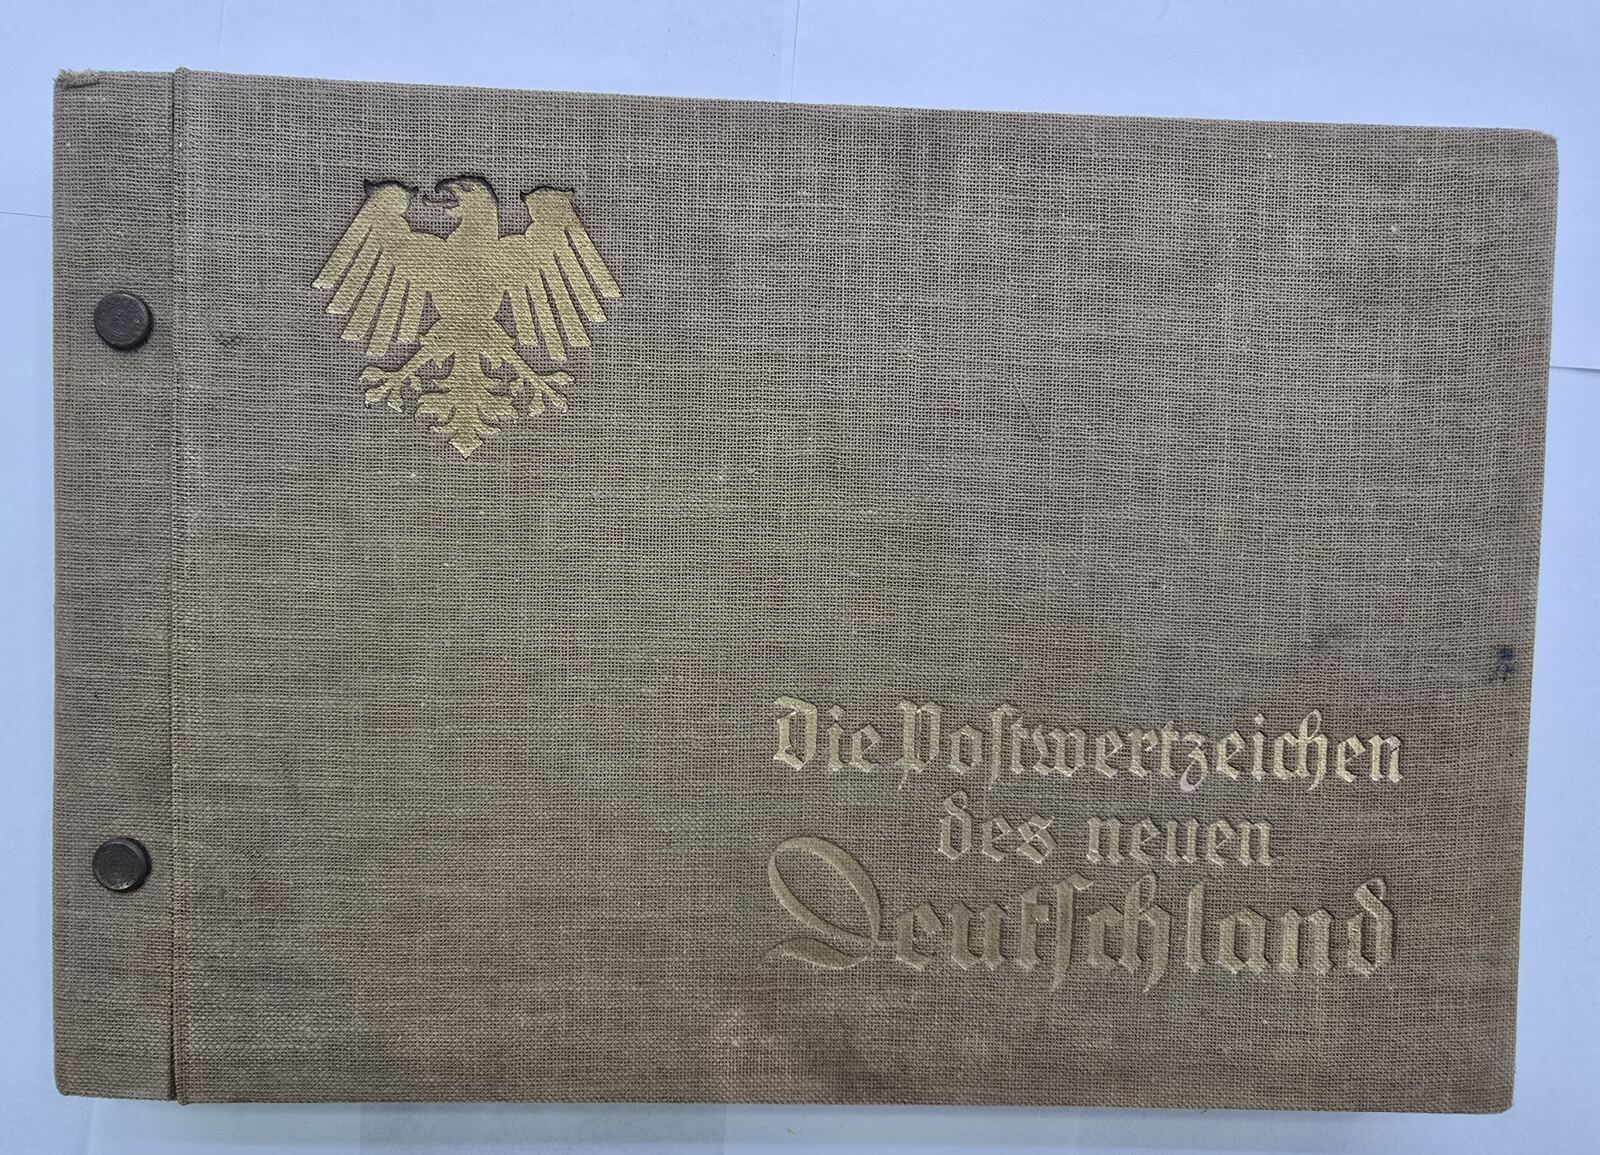 Die Postwertzeichen
des neuen
Deutschland